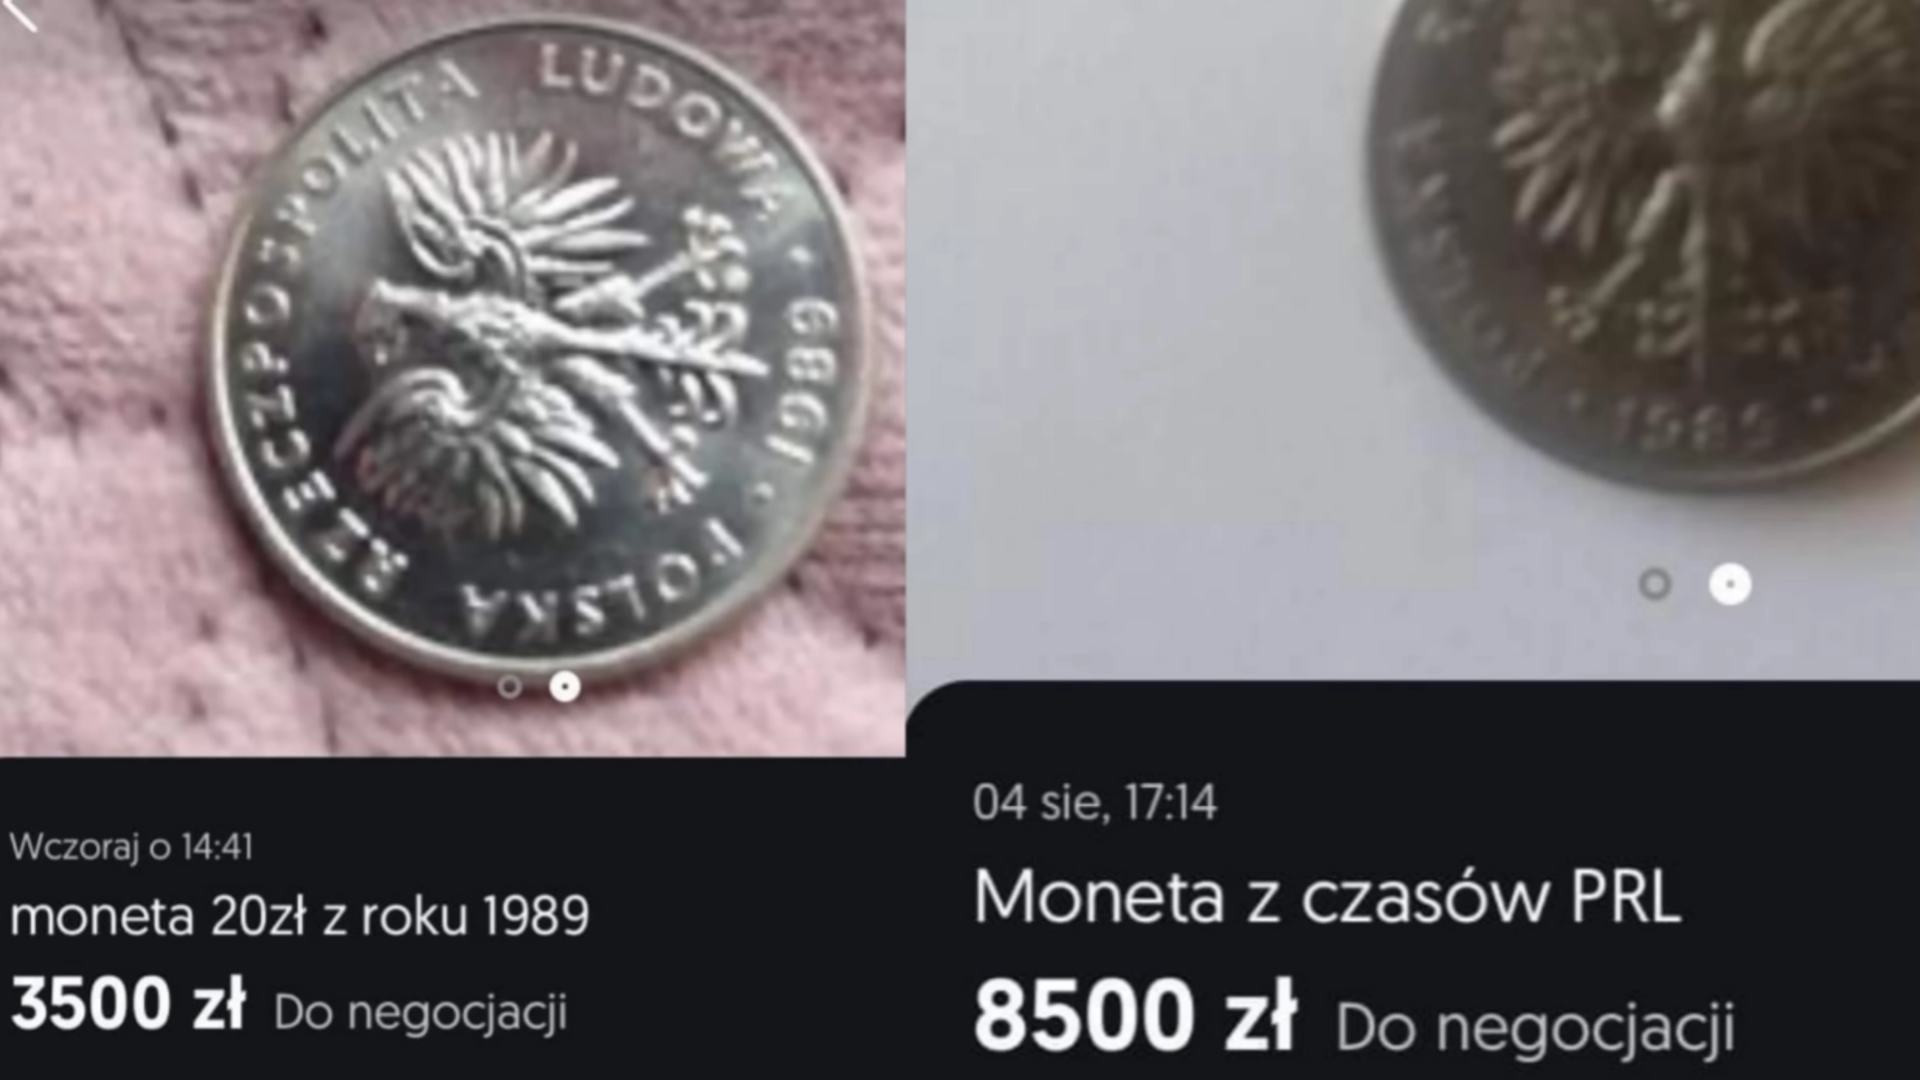 RZECZPOSPOLITA LUDOWA
1989
POLSKA
Wczoraj o 14:41
moneta 20zł z roku 1989
3500 zł Do negocjacji
1989
04 sie, 17:14
Moneta z czasów PRL
8500 zł Do negocjacji